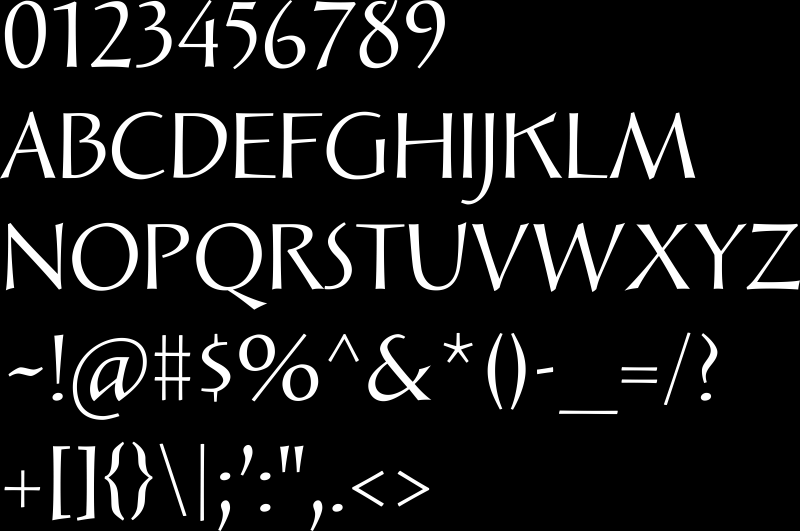 0123456789
ABCDEFGHIJKLM
NOPQRSTUVWXYZ
~!@#$%^&*()-_=/?
+[]{}\|;':",.<>